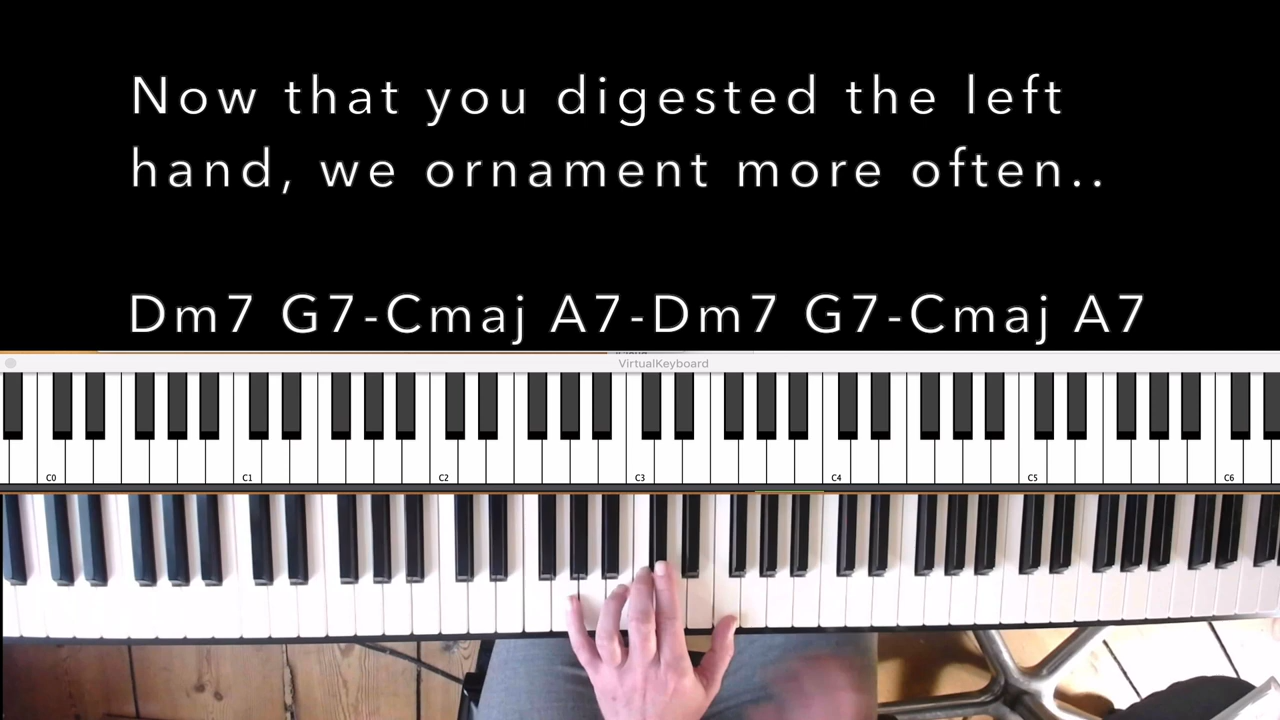 Now that you digested the left
hand, we ornament more often..
Dm7 G7-Cmaj A7-Dm7 G7-Cmaj A7
VirtualKeyboard
C0 C1 C2 C3 C4 C5 C6